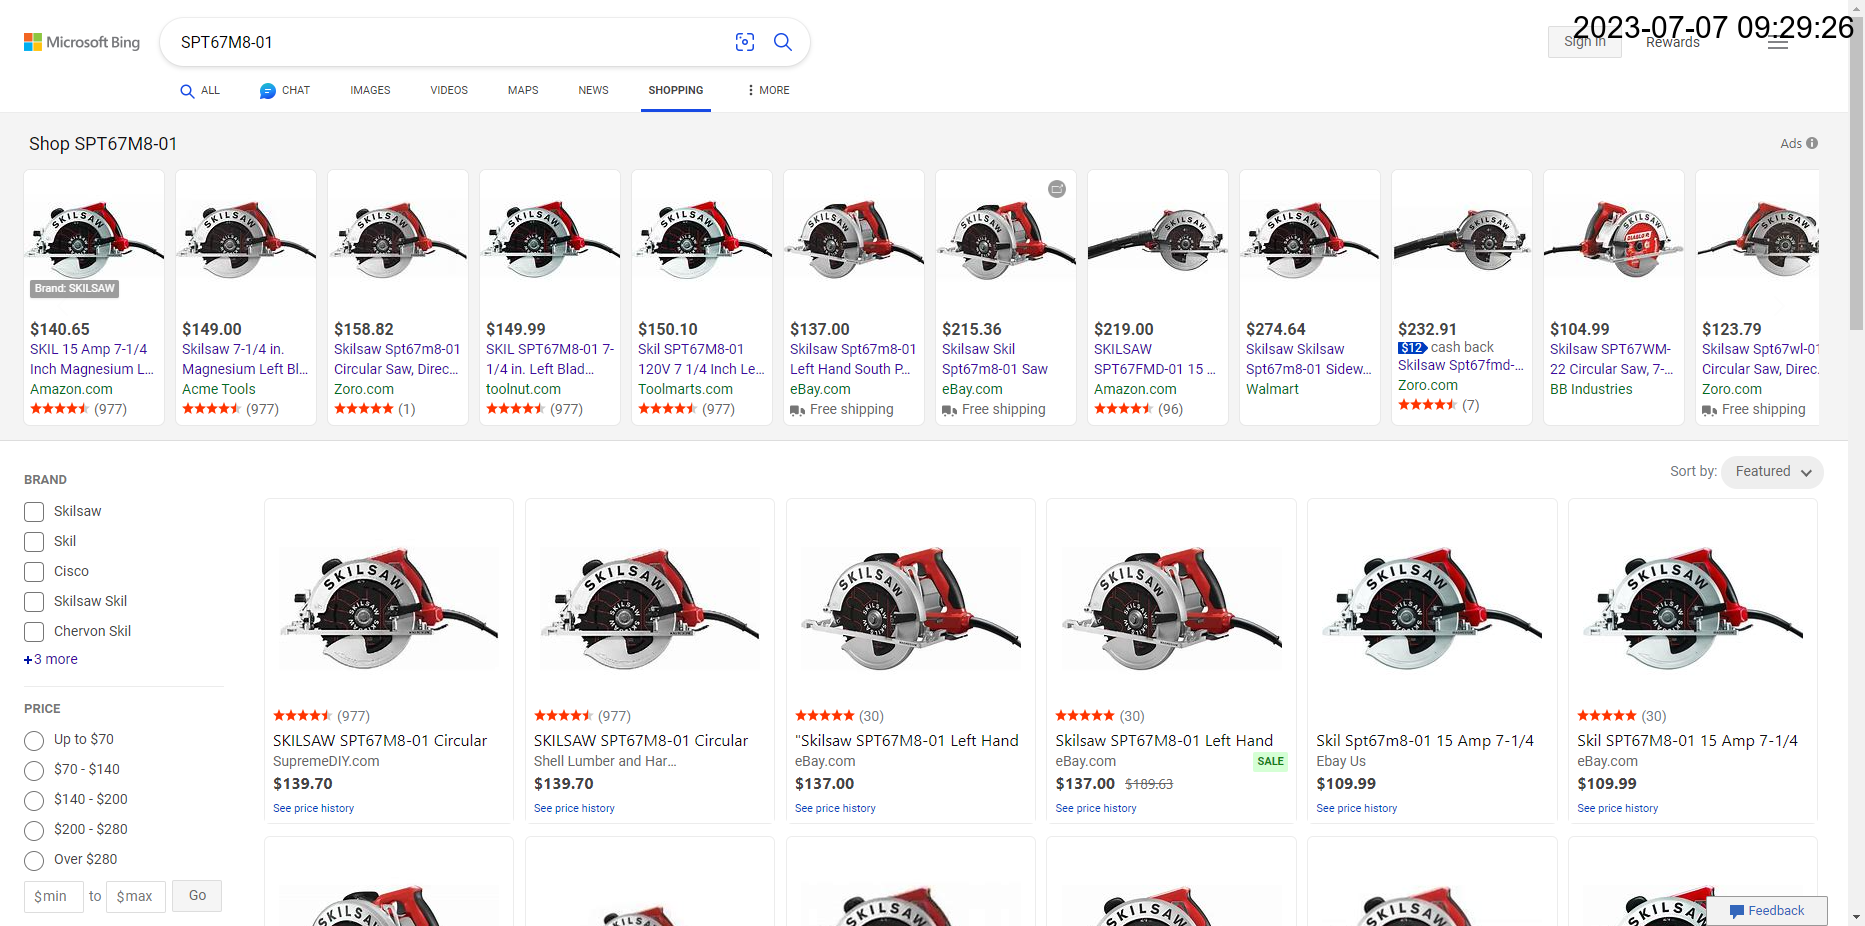 2023-07-07 09:29:26
Microsoft Bing
SPT67M8-01
Sign in
Rewards
ALL
CHAT
IMAGES
VIDEOS
MAPS
NEWS
SHOPPING
MORE
Shop SPT67M8-01
Ads
Brand: SKILSAW
$140.65
SKIL 15 Amp 7-1/4
Inch Magnesium L...
Amazon.com
(977)
$149.00
Skilsaw 7-1/4 in.
Magnesium Left Bl...
Acme Tools
(977)
$158.82
Skilsaw Spt67m8-01
Circular Saw, Direc...
Zoro.com
(1)
$149.99
SKIL SPT67M8-01 7-
1/4 in. Left Blad...
toolnut.com
(977)
$150.10
Skil SPT67M8-01
120V 7 1/4 Inch Le...
Toolmarts.com
(977)
$137.00
Skilsaw Spt67m8-01
Left Hand South P...
eBay.com
Free shipping
$215.36
Skilsaw Skil
Spt67m8-01 Saw
eBay.com
Free shipping
$219.00
SKILSAW
SPT67FMD-01 15 ...
Amazon.com
(96)
$274.64
Skilsaw Skilsaw
Spt67m8-01 Sidew...
Walmart
$232.91
$12 cash back
Skilsaw Spt67fmd-...
Zoro.com
(7)
$104.99
Skilsaw SPT67WM-
22 Circular Saw, 7-...
BB Industries
$123.79
Skilsaw Spt67wl-01
Circular Saw, Direc.
Zoro.com
Free shipping
Sort by: Featured
BRAND
Skilsaw
Skil
Cisco
Skilsaw Skil
Chervon Skil
+3 more
PRICE
Up to $70
$70 - $140
$140 - $200
$200 - $280
Over $280
$min to $max Go
(977)
SKILSAW SPT67M8-01 Circular
SupremeDIY.com
$139.70
See price history
(977)
SKILSAW SPT67M8-01 Circular
Shell Lumber and Har...
$139.70
See price history
(30)
"Skilsaw SPT67M8-01 Left Hand
eBay.com
$137.00
See price history
(30)
Skilsaw SPT67M8-01 Left Hand
eBay.com
SALE
$137.00 $189.63
See price history
Skil Spt67m8-01 15 Amp 7-1/4
Ebay Us
$109.99
See price history
(30)
Skil SPT67M8-01 15 Amp 7-1/4
eBay.com
$109.99
See price history
Feedback